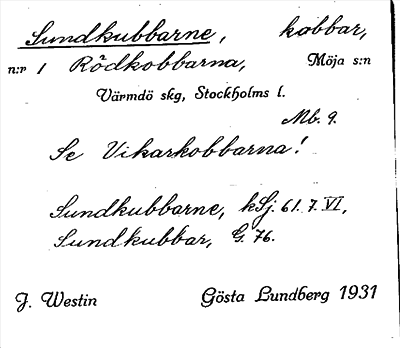 Sundkubbarne, kobbar,
n:r 1 Rödkobbarna, Möja s:n
Värmdö skg, Stockholms l.
Mb. 9.
Se Vikarkobbarna!
Sundkubbarne, kSj. 61. 7. VI,
Sundkubbar, G. 76.
J. Westin Gösta Lundberg 1931